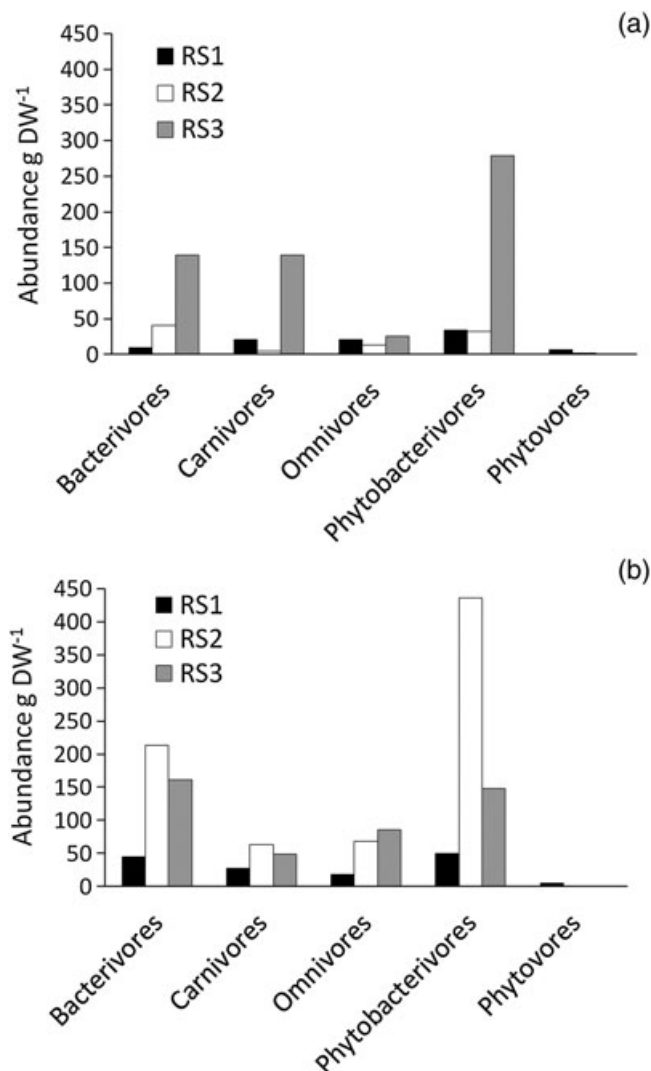 (a)
450
400
350
300
250
200
150
100
50
0
Abundance g DW⁻¹
RS1
RS2
RS3
Bacterivores
Carnivores
Omnivores
Phytobacterivores
Phytovores
(b)
450
400
350
300
250
200
150
100
50
0
Abundance g DW⁻¹
RS1
RS2
RS3
Bacterivores
Carnivores
Omnivores
Phytobacterivores
Phytovores